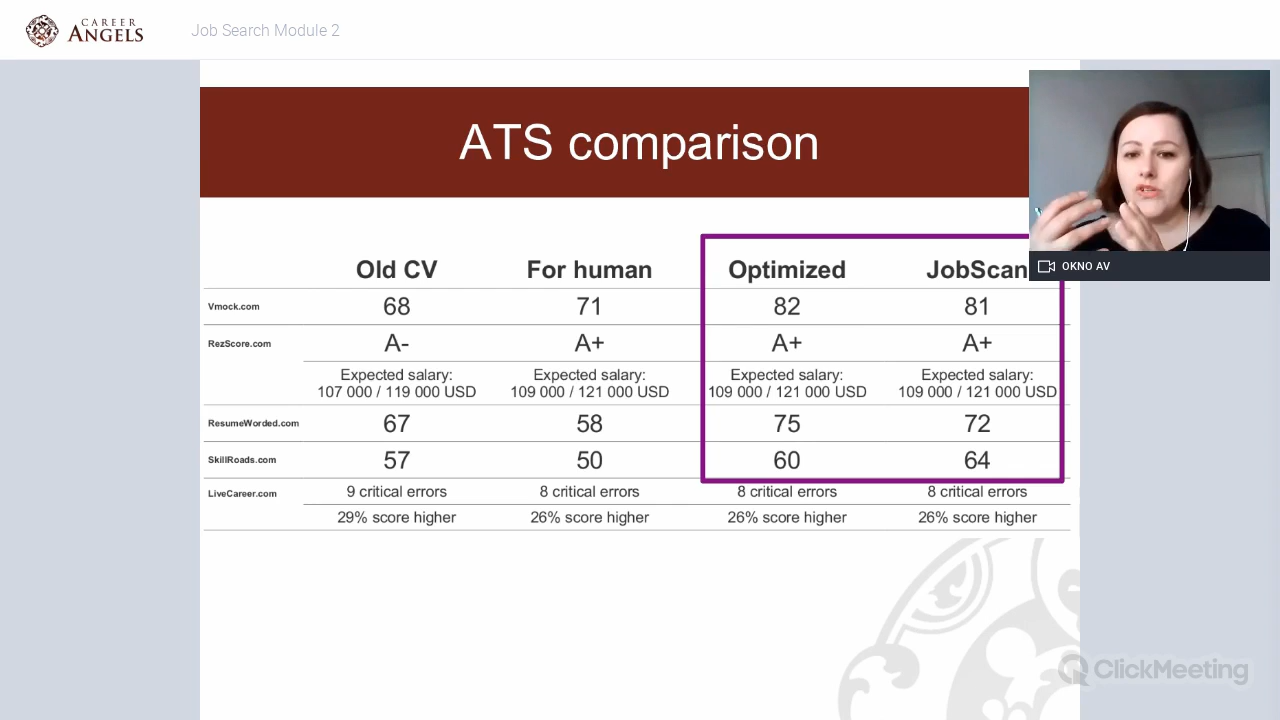 CAREER
ANGELS
Job Search Module 2
ATS comparison
OKNO AV
Old CV For human Optimized JobScan
Vmock.com 68 71 82 81
RezScore.com A- A+ A+ A+
Expected salary: Expected salary: Expected salary: Expected salary:
107 000 / 119 000 USD 109 000 / 121 000 USD 109 000 / 121 000 USD 109 000 / 121 000 USD
ResumeWorded.com 67 58 75 72
SkillRoads.com 57 50 60 64
LiveCareer.com 9 critical errors 8 critical errors 8 critical errors 8 critical errors
29% score higher 26% score higher 26% score higher 26% score higher
ClickMeeting